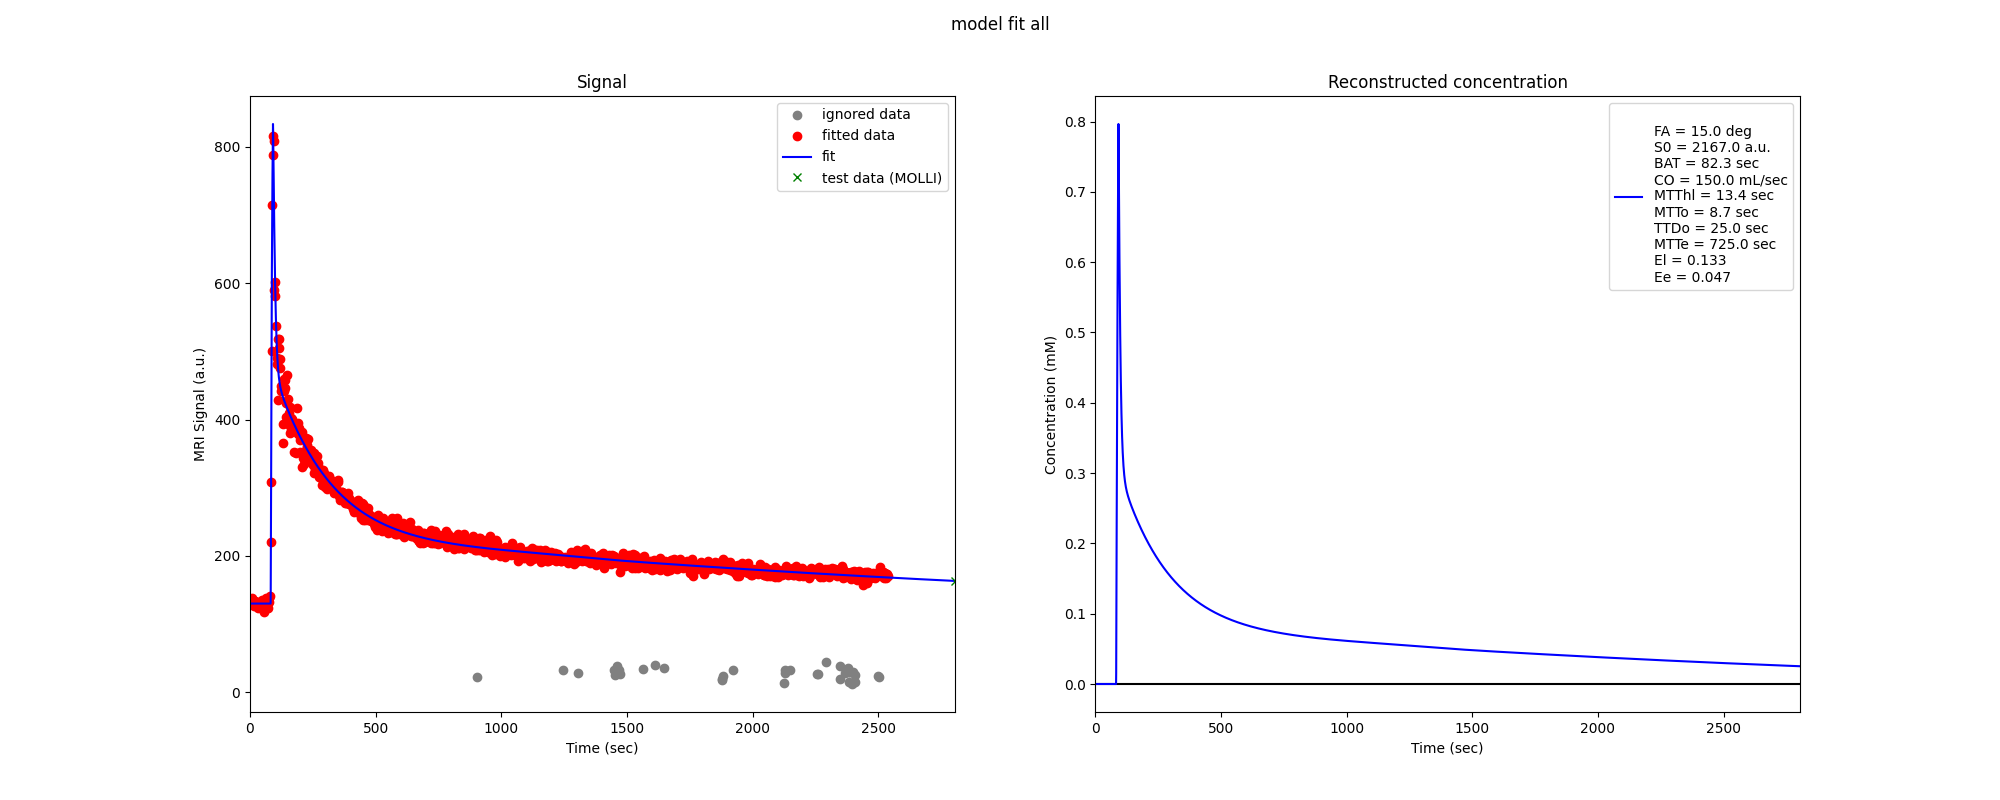 model fit all
Signal
ignored data
fitted data
fit
test data (MOLLI)
MRI Signal (a.u.)
800
600
400
200
0
0 500 1000 1500 2000 2500
Time (sec)
Reconstructed concentration
FA = 15.0 deg
S0 = 2167.0 a.u.
BAT = 82.3 sec
CO = 150.0 mL/sec
MTThl = 13.4 sec
MTTo = 8.7 sec
TTDo = 25.0 sec
MTTe = 725.0 sec
El = 0.133
Ee = 0.047
Concentration (mM)
0.8
0.7
0.6
0.5
0.4
0.3
0.2
0.1
0.0
0 500 1000 1500 2000 2500
Time (sec)